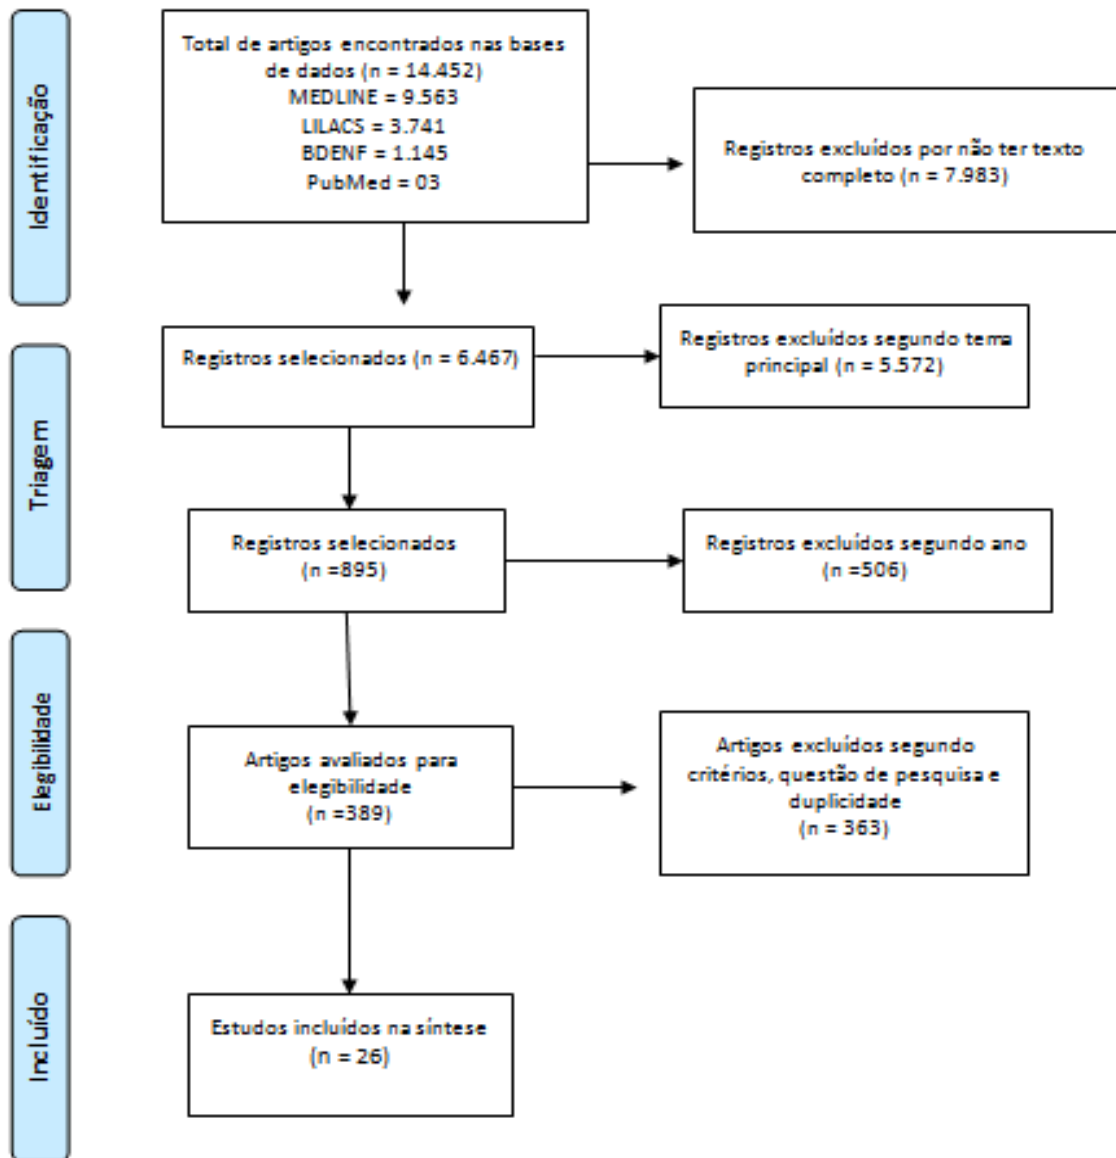 Identificação
Total de artigos encontrados nas bases
de dados (n = 14.452)
MEDLINE = 9.563
LILACS = 3.741
BDENF = 1.145
PubMed = 03
Registros excluídos por não ter texto
completo (n = 7.983)
Triagem
Registros selecionados (n = 6.467)
Registros excluídos segundo tema
principal (n = 5.572)
Registros selecionados
(n =895)
Registros excluídos segundo ano
(n =506)
Elegibilidade
Artigos avaliados para
elegibilidade
(n =389)
Artigos excluídos segundo
critérios, questão de pesquisa e
duplicidade
(n = 363)
Incluído
Estudos incluídos na síntese
(n = 26)